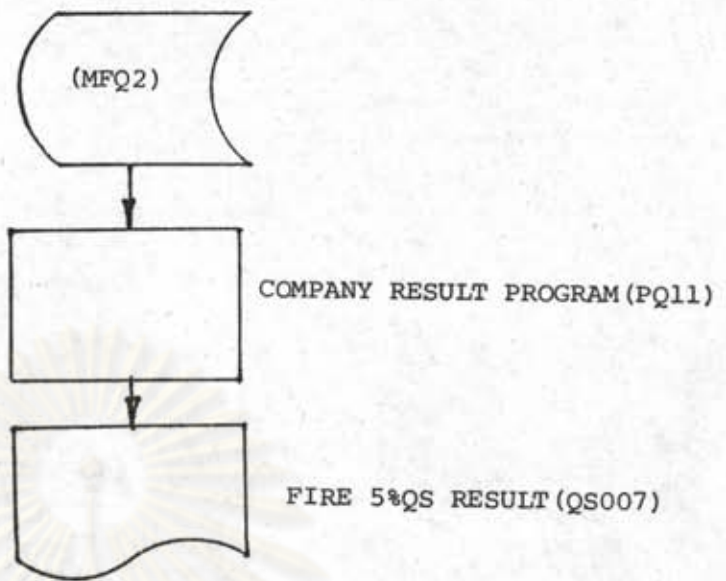 (MFQ2)
COMPANY RESULT PROGRAM(PQ11)
FIRE 5%QS RESULT(QS007)